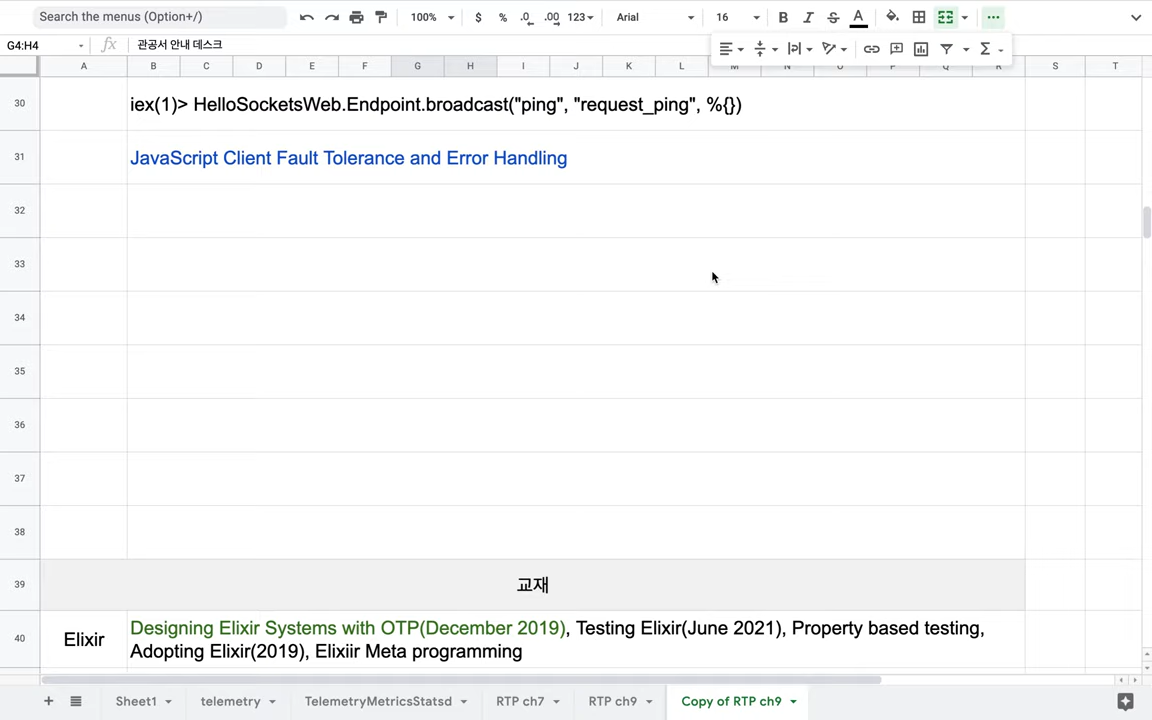 Search the menus (Option+/)
100%
$
%
.0
.00
123
Arial
16
B
I
S
A
G4:H4
fx
관공서 안내 데스크
A B C D E F G H I J K L M N O P Q R S T
30
iex(1)> HelloSocketsWeb.Endpoint.broadcast("ping", "request_ping", %{})
31
JavaScript Client Fault Tolerance and Error Handling
32
33
34
35
36
37
38
39
교재
40
Elixir
Designing Elixir Systems with OTP(December 2019), Testing Elixir(June 2021), Property based testing,
Adopting Elixir(2019), Elixiir Meta programming
Sheet1
telemetry
TelemetryMetricsStatsd
RTP ch7
RTP ch9
Copy of RTP ch9